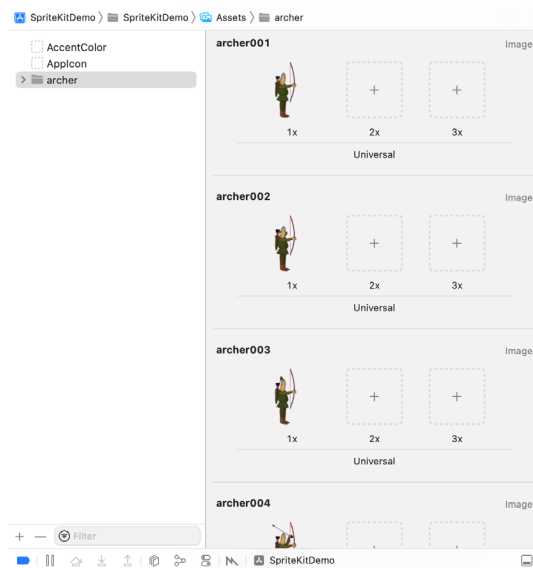 SpriteKitDemo 〉 SpriteKitDemo 〉 Assets 〉 archer
AccentColor
AppIcon
archer
archer001 Image
1x 2x 3x
Universal
archer002 Image
1x 2x 3x
Universal
archer003 Image
1x 2x 3x
Universal
archer004 Image
Filter
SpriteKitDemo